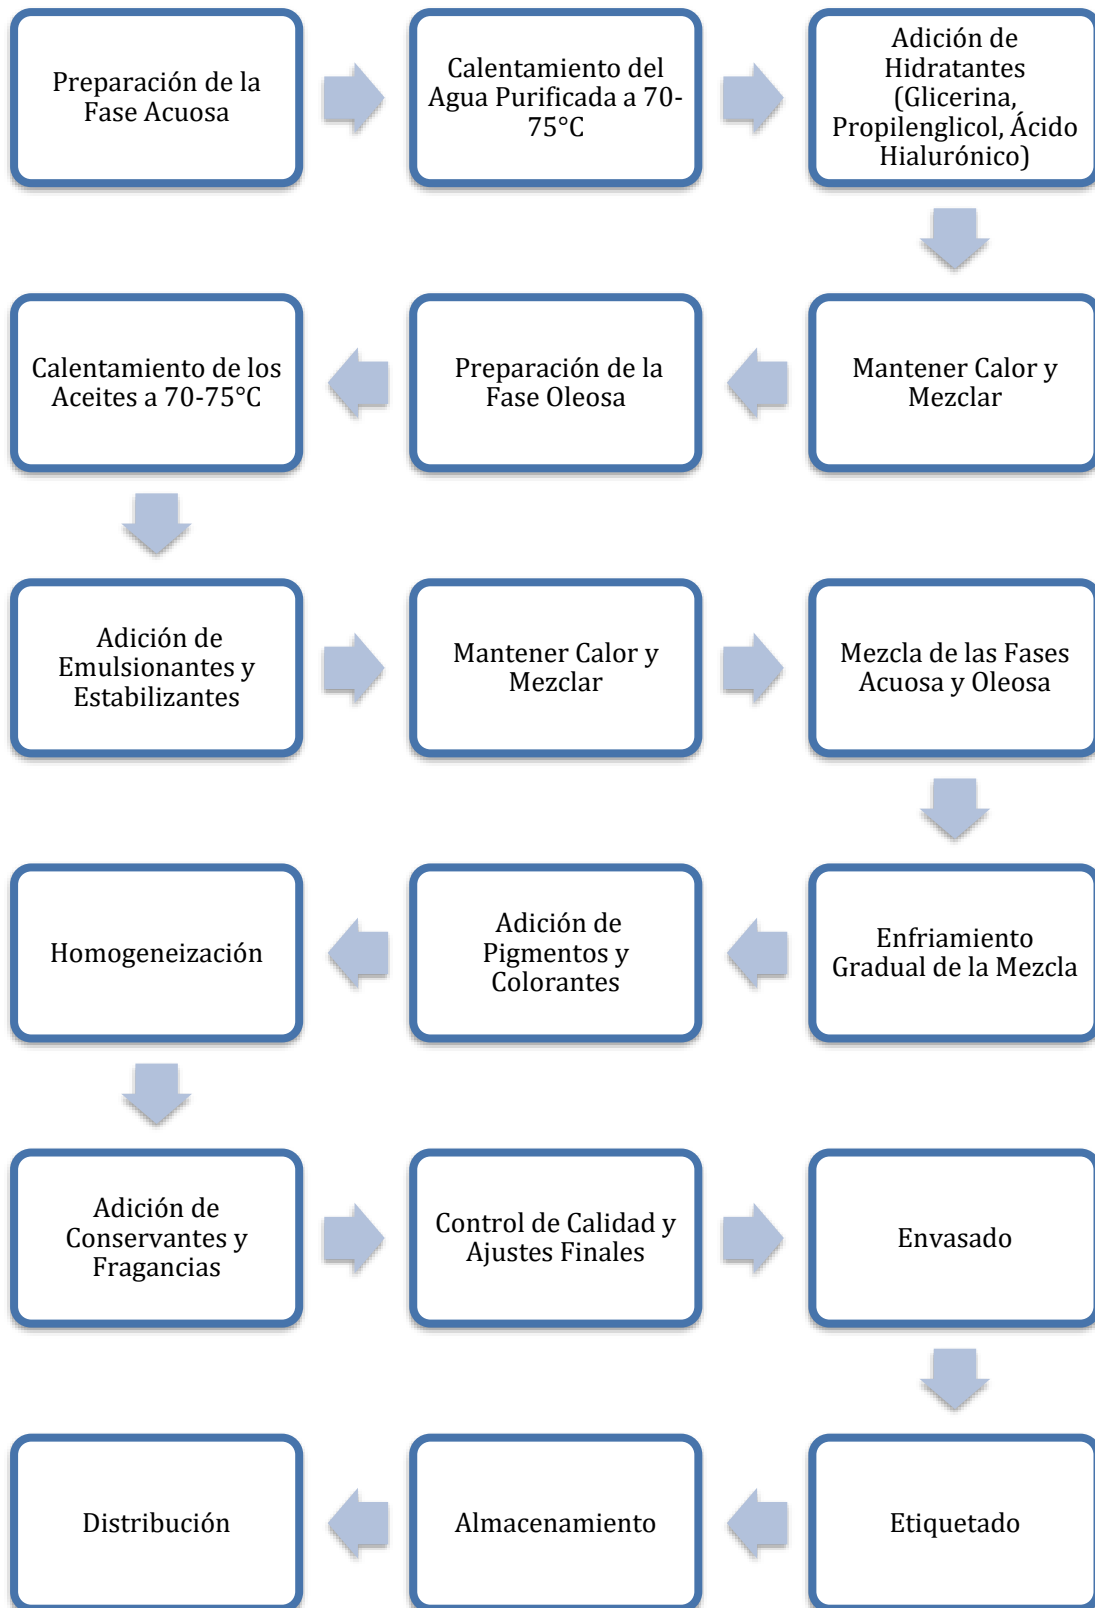 Preparación de la
Fase Acuosa
Calentamiento del
Agua Purificada a 70-
75°C
Adición de
Hidratantes
(Glicerina,
Propilenglicol, Ácido
Hialurónico)
Mantener Calor y
Mezclar
Preparación de la
Fase Oleosa
Calentamiento de los
Aceites a 70-75°C
Adición de
Emulsionantes y
Estabilizantes
Mantener Calor y
Mezclar
Mezcla de las Fases
Acuosa y Oleosa
Enfriamiento
Gradual de la Mezcla
Adición de
Pigmentos y
Colorantes
Homogeneización
Adición de
Conservantes y
Fragancias
Control de Calidad y
Ajustes Finales
Envasado
Etiquetado
Almacenamiento
Distribución